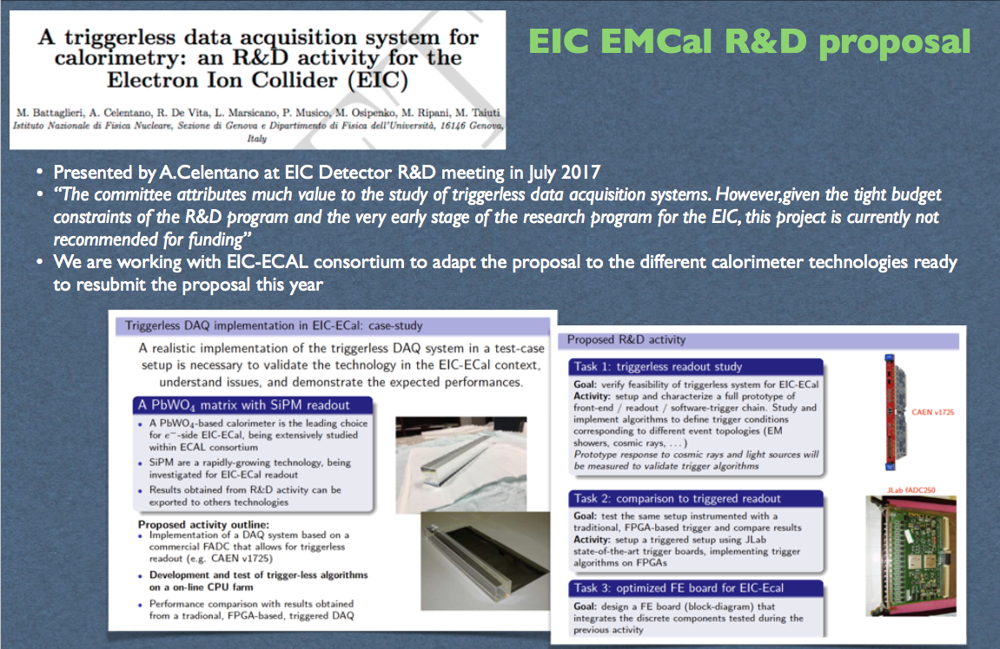 A triggerless data acquisition system for
calorimetry: an R&D activity for the
Electron Ion Collider (EIC)
M. Battaglieri, A. Celentano, R. De Vita, L. Marsicano, P. Musico, M. Osipenko, M. Ripani, M. Taiuti
Istituto Nazionale di Fisica Nucleare, Sezione di Genova e Dipartimento di Fisica dell'Università, 16146 Genova,
Italy
EIC EMCal R&D proposal
• Presented by A.Celentano at EIC Detector R&D meeting in July 2017
• “The committee attributes much value to the study of triggerless data acquisition systems. However,given the tight budget
constraints of the R&D program and the very early stage of the research program for the EIC, this project is currently not
recommended for funding”
• We are working with EIC-ECAL consortium to adapt the proposal to the different calorimeter technologies ready
to resubmit the proposal this year
Triggerless DAQ implementation in EIC-ECal: case-study
A realistic implementation of the triggerless DAQ system in a test-case
setup is necessary to validate the technology in the EIC-ECal context,
understand issues, and demonstrate the expected performances.
A PbWO₄ matrix with SiPM readout
• A PbWO₄-based calorimeter is the leading choice
for e⁻-side EIC-ECal, being extensively studied
within ECAL consortium
• SiPM are a rapidly-growing technology, being
investigated for EIC-ECal readout
• Results obtained from R&D activity can be
exported to others technologies
Proposed activity outline:
• Implementation of a DAQ system based on a
commercial FADC that allows for triggerless
readout (e.g. CAEN v1725)
• Development and test of trigger-less algorithms
on a on-line CPU farm
• Performance comparison with results obtained
from a tradional, FPGA-based, triggered DAQ
Proposed R&D activity
Task 1: triggerless readout study
Goal: verify feasibility of triggerless system for EIC-ECal
Activity: setup and characterize a full prototype of
front-end / readout / software-trigger chain. Study and
implement algorithms to define trigger conditions
corresponding to different event topologies (EM
showers, cosmic rays, . . . )
Prototype response to cosmic rays and light sources will
be measured to validate trigger algorithms
CAEN v1725
Task 2: comparison to triggered readout
Goal: test the same setup instrumented with a
traditional, FPGA-based trigger and compare results
Activity: setup a triggered setup using JLab
state-of-the-art trigger boards, implementing trigger
algorithms on FPGAs
JLab fADC250
Task 3: optimized FE board for EIC-Ecal
Goal: design a FE board (block-diagram) that
integrates the discrete components tested during the
previous activity